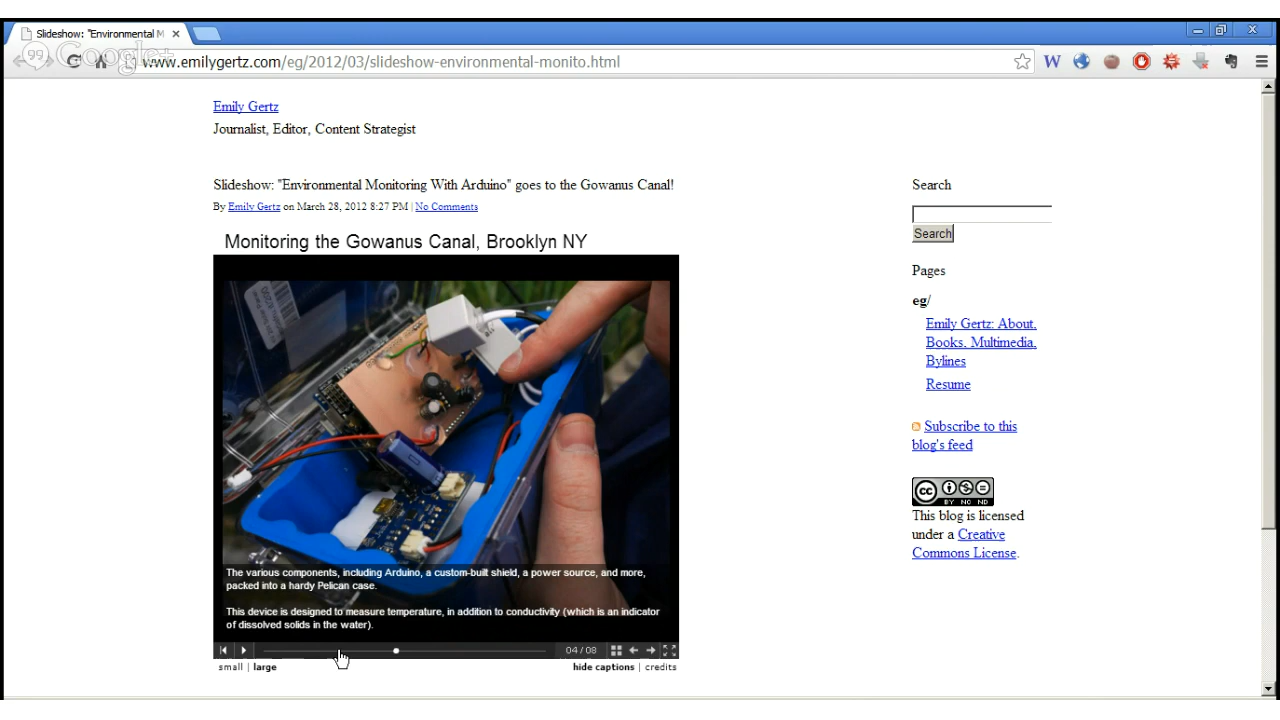 Slideshow: "Environmental M
Google+
www.emilygertz.com/eg/2012/03/slideshow-environmental-monito.html
W
Emily Gertz
Journalist, Editor, Content Strategist
Slideshow: "Environmental Monitoring With Arduino" goes to the Gowanus Canal!
By Emily Gertz on March 28, 2012 8:27 PM | No Comments
Monitoring the Gowanus Canal, Brooklyn NY
The various components, including Arduino, a custom-built shield, a power source, and more,
packed into a hardy Pelican case.
This device is designed to measure temperature, in addition to conductivity (which is an indicator
of dissolved solids in the water).
04 / 08
small | large
hide captions | credits
Search
Search
Pages
eg/
Emily Gertz: About,
Books, Multimedia,
Bylines
Resume
Subscribe to this
blog's feed
cc
BY NC ND
This blog is licensed
under a Creative
Commons License.